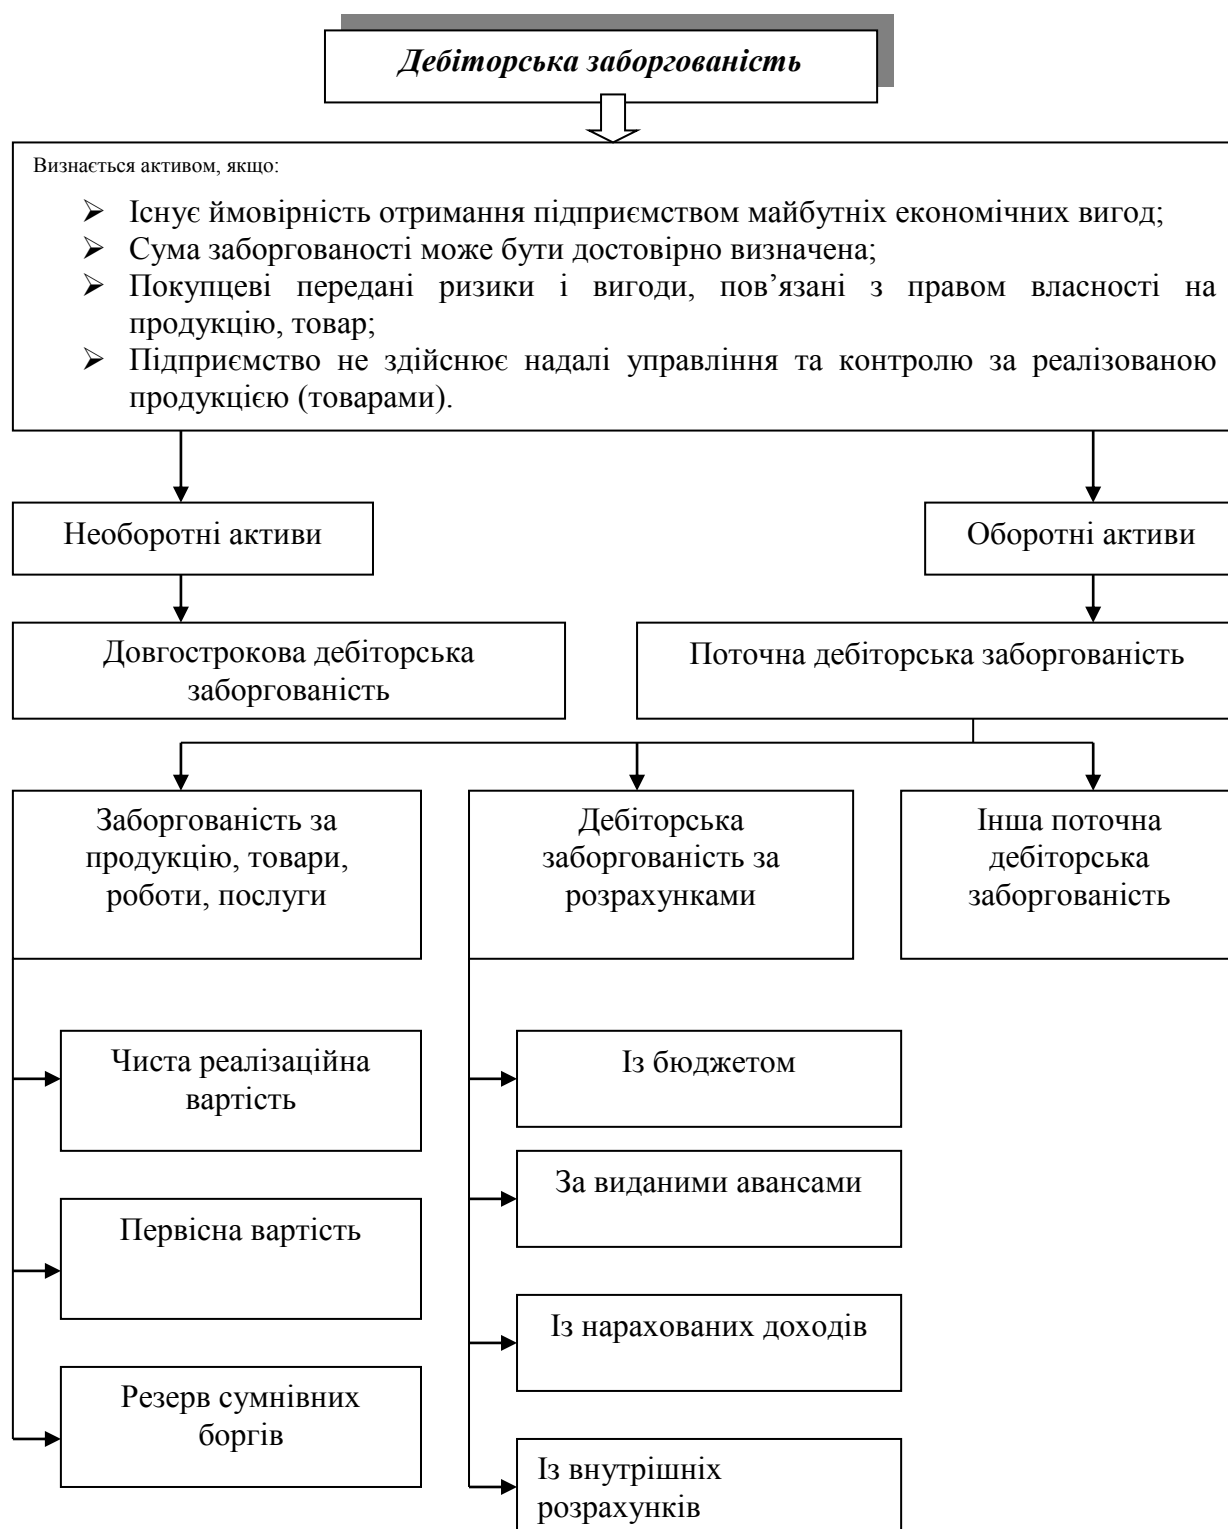 Дебіторська заборгованість
Визнається активом, якщо:
➢ Існує ймовірність отримання підприємством майбутніх економічних вигод;
➢ Сума заборгованості може бути достовірно визначена;
➢ Покупцеві передані ризики і вигоди, пов’язані з правом власності на
продукцію, товар;
➢ Підприємство не здійснює надалі управління та контролю за реалізованою
продукцією (товарами).
Необоротні активи
Оборотні активи
Довгострокова дебіторська
заборгованість
Поточна дебіторська заборгованість
Заборгованість за
продукцію, товари,
роботи, послуги
Дебіторська
заборгованість за
розрахунками
Інша поточна
дебіторська
заборгованість
Чиста реалізаційна
вартість
Первісна вартість
Резерв сумнівних
боргів
Із бюджетом
За виданими авансами
Із нарахованих доходів
Із внутрішніх
розрахунків